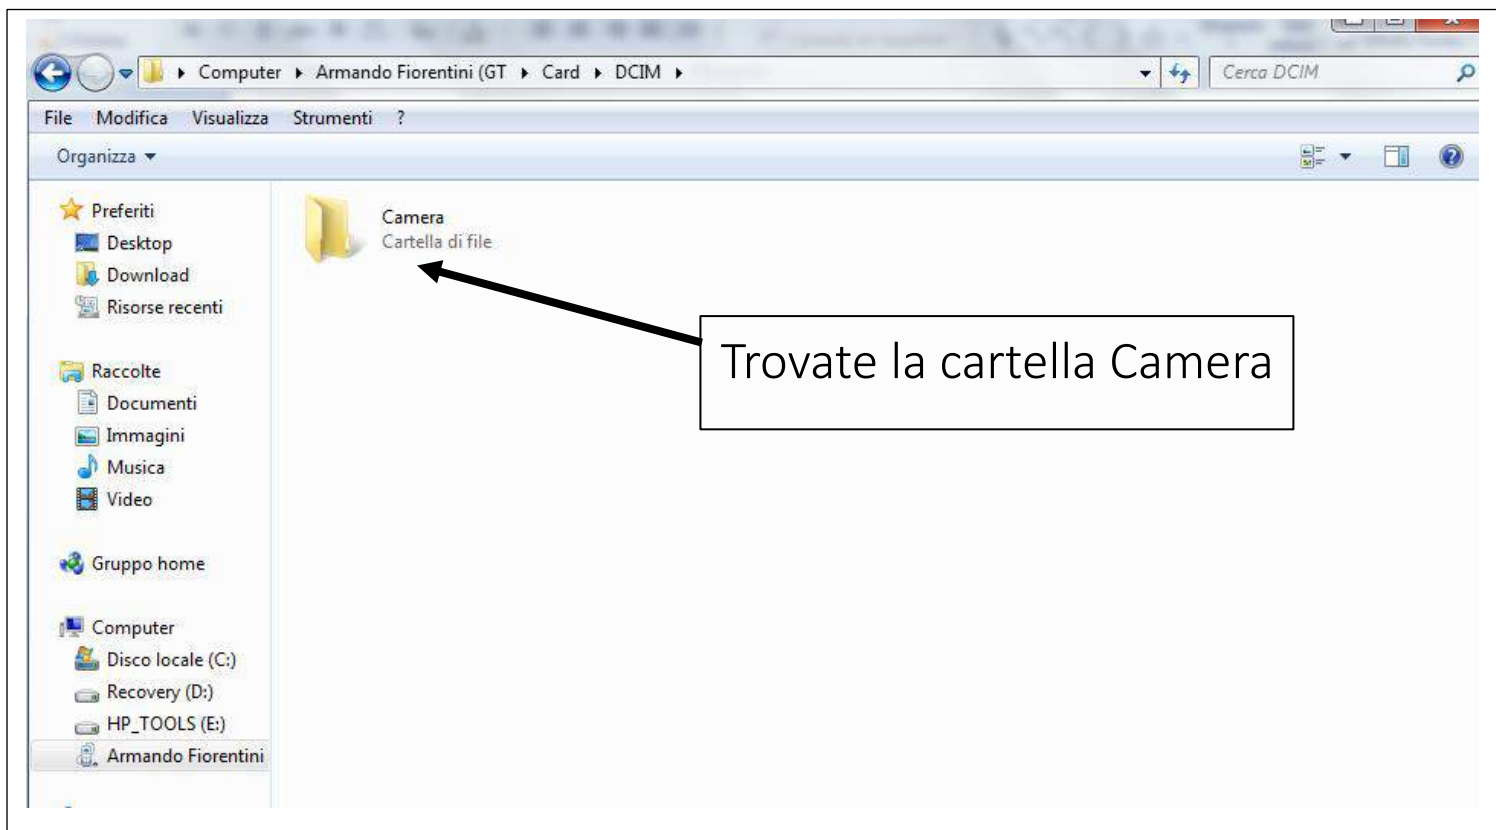 Computer Armando Fiorentini (GT Card DCIM
Cerca DCIM
File Modifica Visualizza Strumenti ?
Organizza
Preferiti
Desktop
Download
Risorse recenti
Raccolte
Documenti
Immagini
Musica
Video
Gruppo home
Computer
Disco locale (C:)
Recovery (D:)
HP_TOOLS (E:)
Armando Fiorentini
Camera
Cartella di file
Trovate la cartella Camera